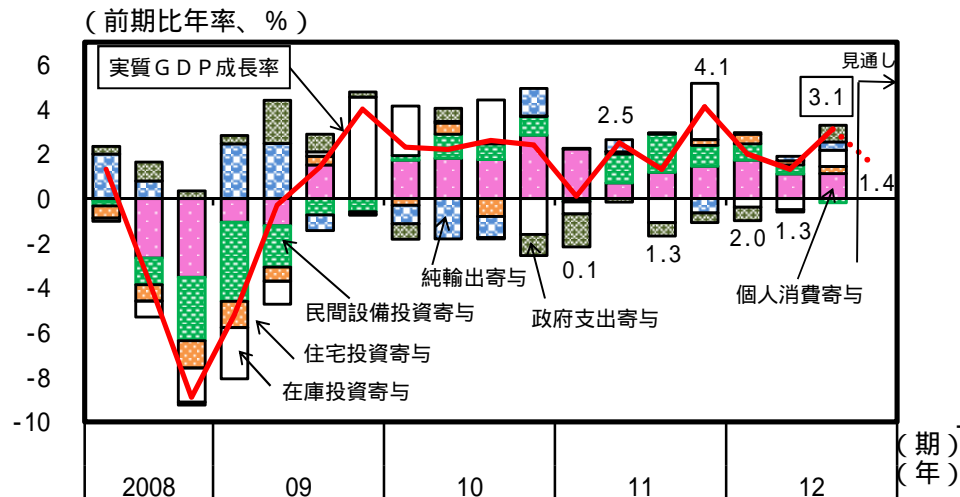 (前期比年率、%)
6
4
2
0
-2
-4
-6
-8
-10
実質GDP成長率
見通し
2.5
4.1
3.1
1.4
0.1
1.3
2.0
1.3
純輸出寄与
政府支出寄与
個人消費寄与
民間設備投資寄与
住宅投資寄与
在庫投資寄与
(期)
(年)
2008
09
10
11
12